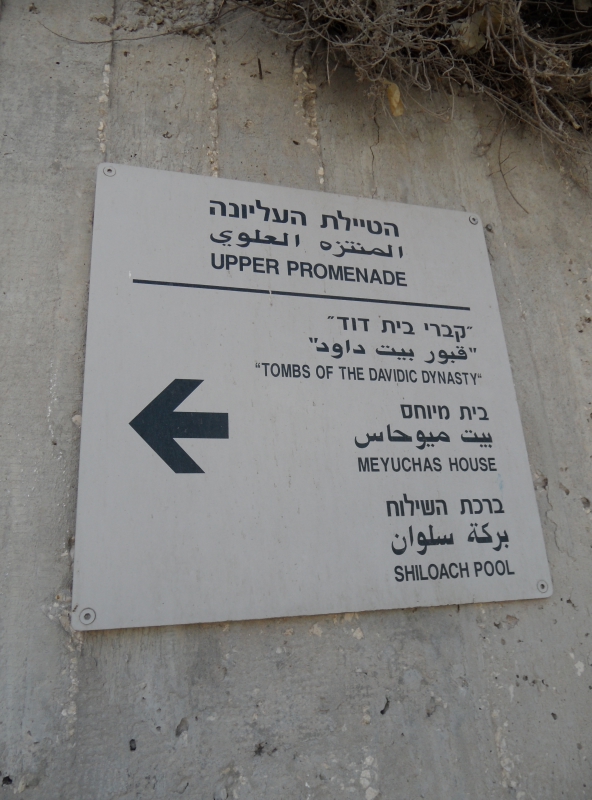 הטיילת העליונה
المنتزه العلوي
UPPER PROMENADE
״קברי בית דוד״
"قبور بيت داود"
"TOMBS OF THE DAVIDIC DYNASTY"
בית מיוחס
بيت ميوحاس
MEYUCHAS HOUSE
ברכת השילוח
بركة سلوان
SHILOACH POOL